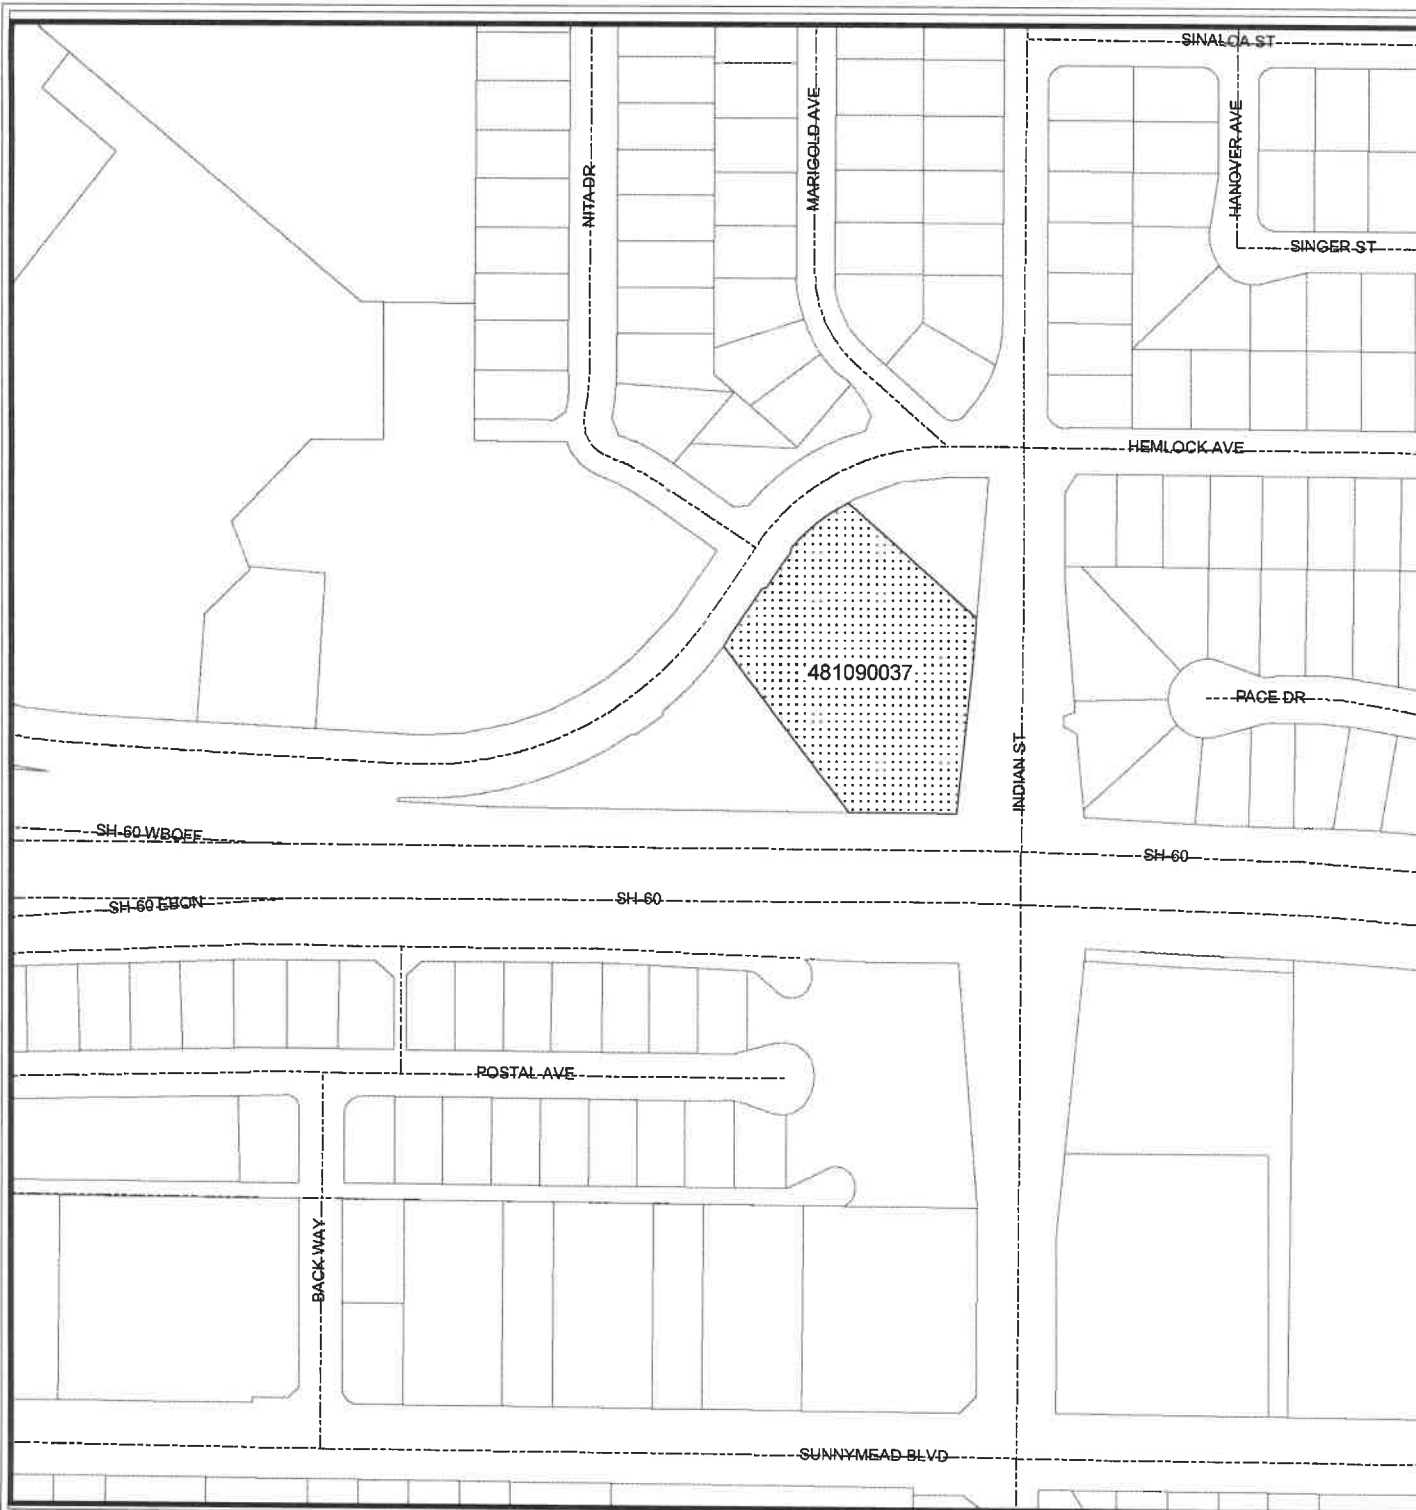 SINALOA ST
HANOVER AVE
MARIGOLD AVE
NITA DR
SINGER ST
HEMLOCK AVE
481090037
PACE DR
INDIAN ST
SH-60 WBOFF
SH-60
SH-60
SH-60 EBON
POSTAL AVE
BACK WAY
SUNNYMEAD BLVD